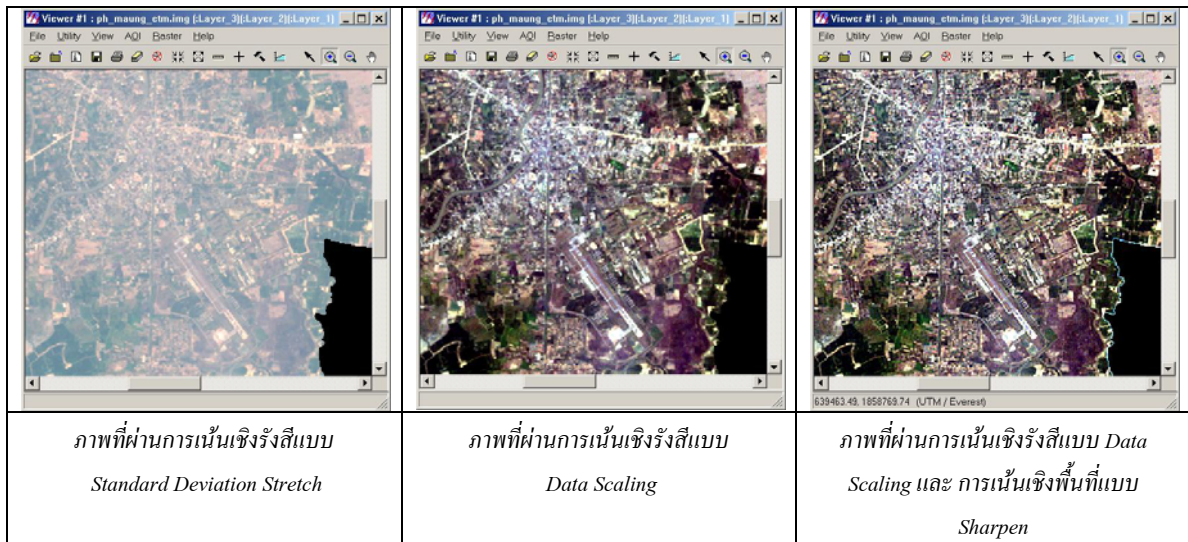 Viewer #1 : ph_maung_etm.img (:Layer_3)(:Layer_2)(:Layer_1)
File Utility View AOI Raster Help
Viewer #1 : ph_maung_etm.img (:Layer_3)(:Layer_2)(:Layer_1)
File Utility View AOI Raster Help
Viewer #1 : ph_maung_etm.img (:Layer_3)(:Layer_2)(:Layer_1)
File Utility View AOI Raster Help
639463.49, 1858769.74 (UTM / Everest)
ภาพที่ผ่านการเน้นเชิงรังสีแบบ
Standard Deviation Stretch
ภาพที่ผ่านการเน้นเชิงรังสีแบบ
Data Scaling
ภาพที่ผ่านการเน้นเชิงรังสีแบบ Data
Scaling และ การเน้นเชิงพื้นที่แบบ
Sharpen